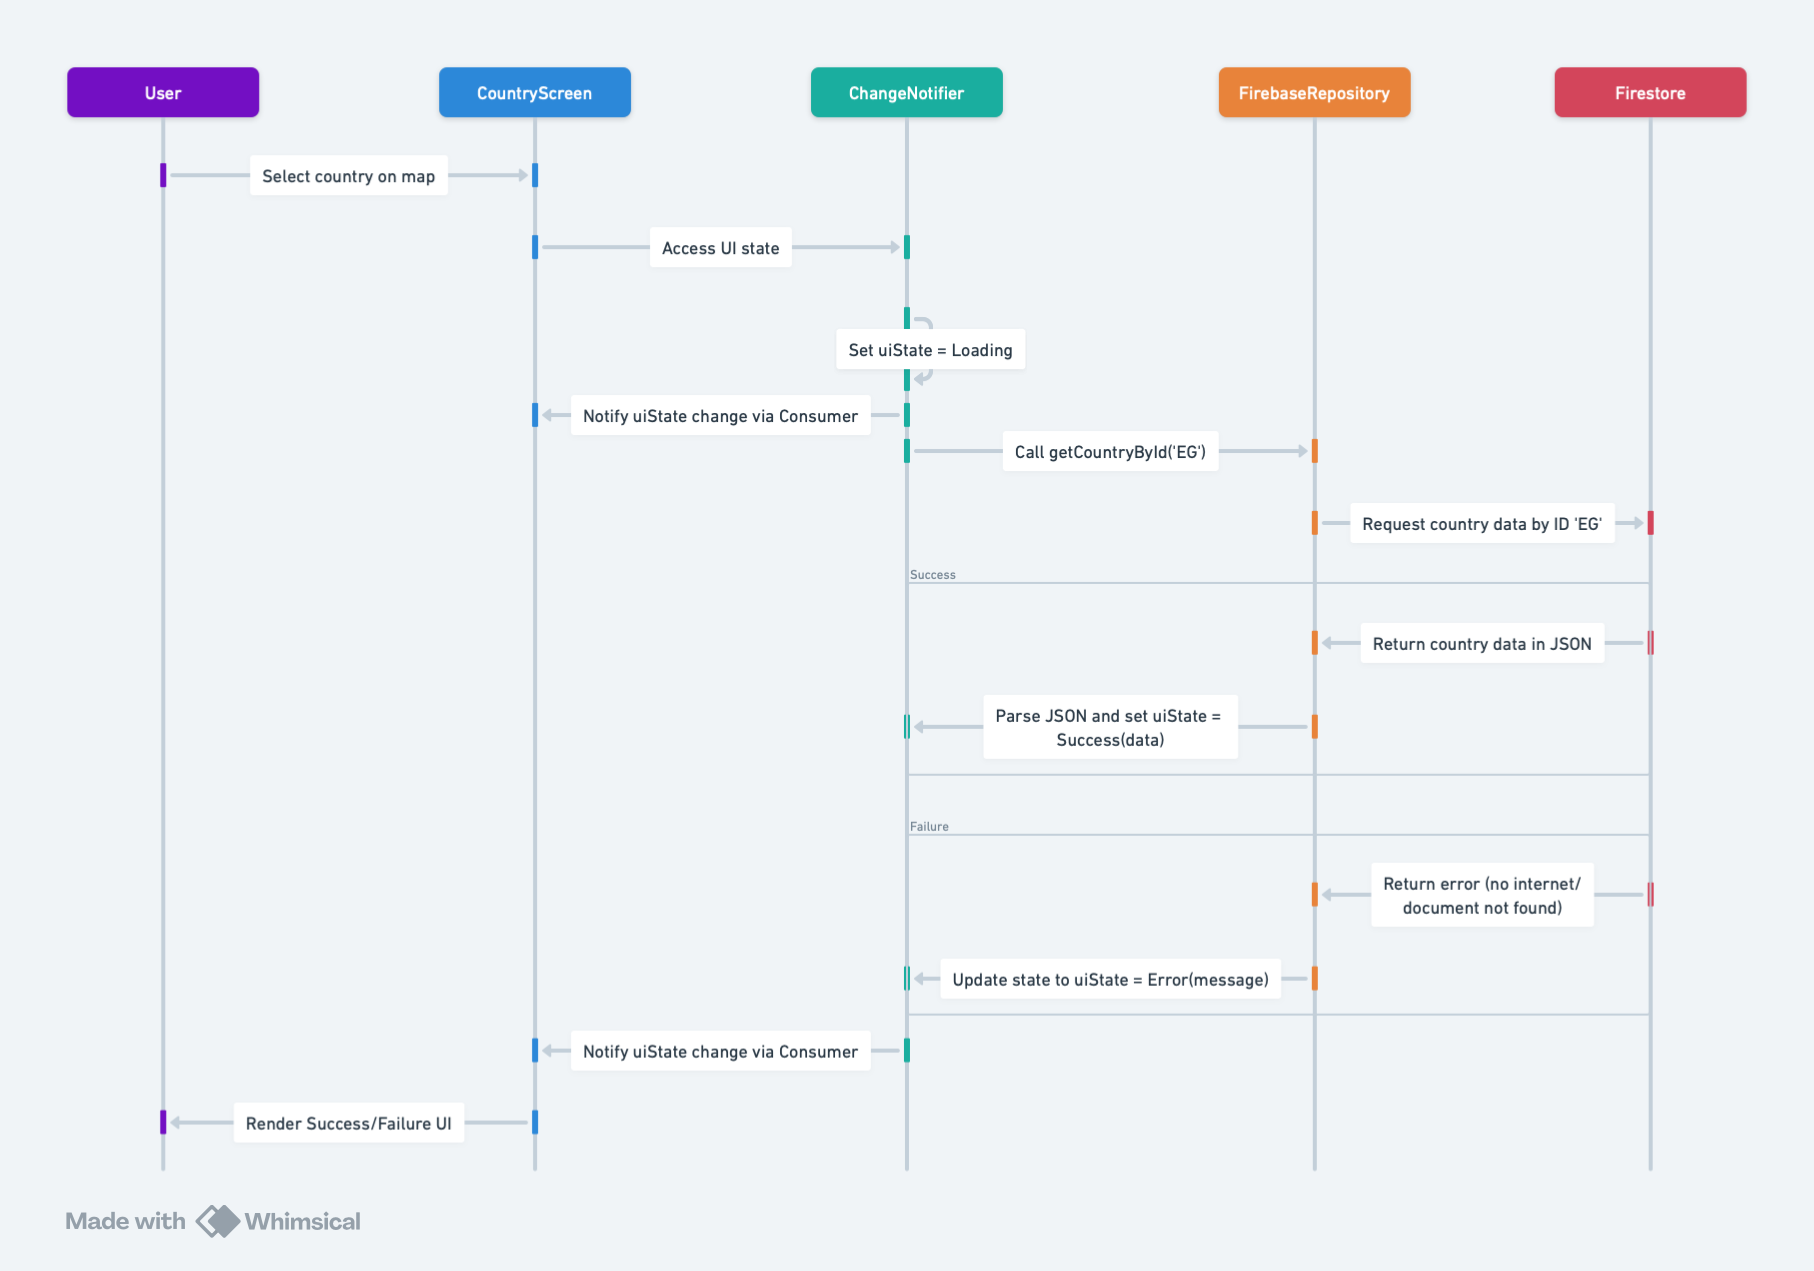 User
CountryScreen
ChangeNotifier
FirebaseRepository
Firestore
Select country on map
Access UI state
Set uiState = Loading
Notify uiState change via Consumer
Call getCountryById('EG')
Request country data by ID 'EG'
Success
Return country data in JSON
Parse JSON and set uiState =
Success(data)
Failure
Return error (no internet/
document not found)
Update state to uiState = Error(message)
Notify uiState change via Consumer
Render Success/Failure UI
Made with Whimsical